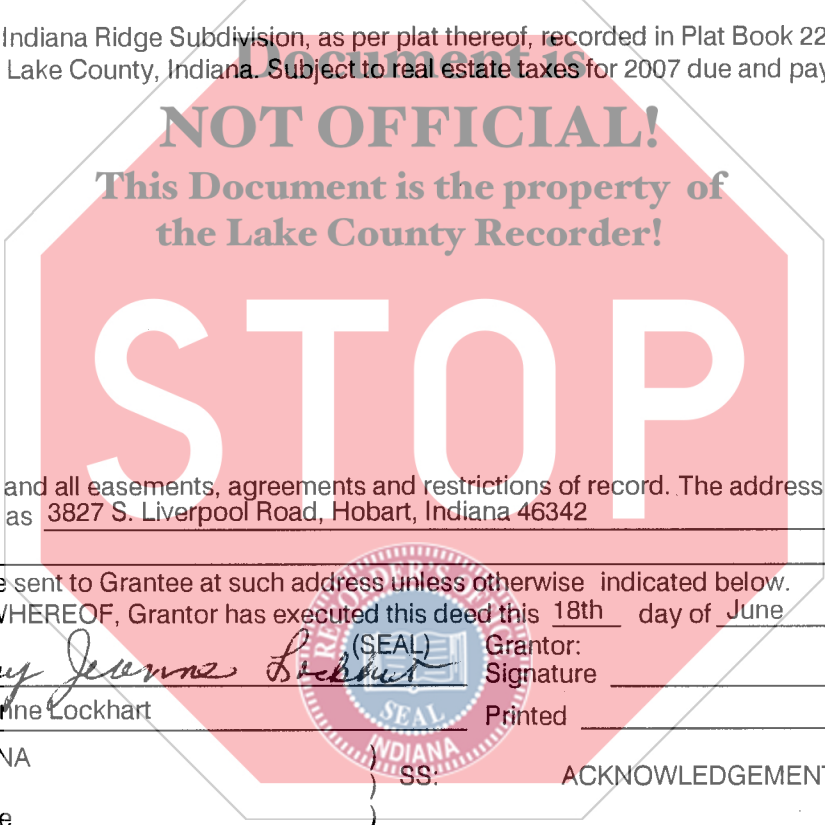 Indiana Ridge Subdivision, as per plat thereof, recorded in Plat Book 22
Lake County, Indiana. Subject to real estate taxes for 2007 due and pay
Document is
NOT OFFICIAL!
This Document is the property of
the Lake County Recorder!
STOP
and all easements, agreements and restrictions of record. The address
as 3827 S. Liverpool Road, Hobart, Indiana 46342
e sent to Grantee at such address unless otherwise indicated below.
WHEREOF, Grantor has executed this deed this 18th day of June
(SEAL) Grantor:
y Jeanne Lockhart Signature
nne Lockhart Printed
SEAL
INDIANA
NA
) SS: ACKNOWLEDGEMENT
)
e